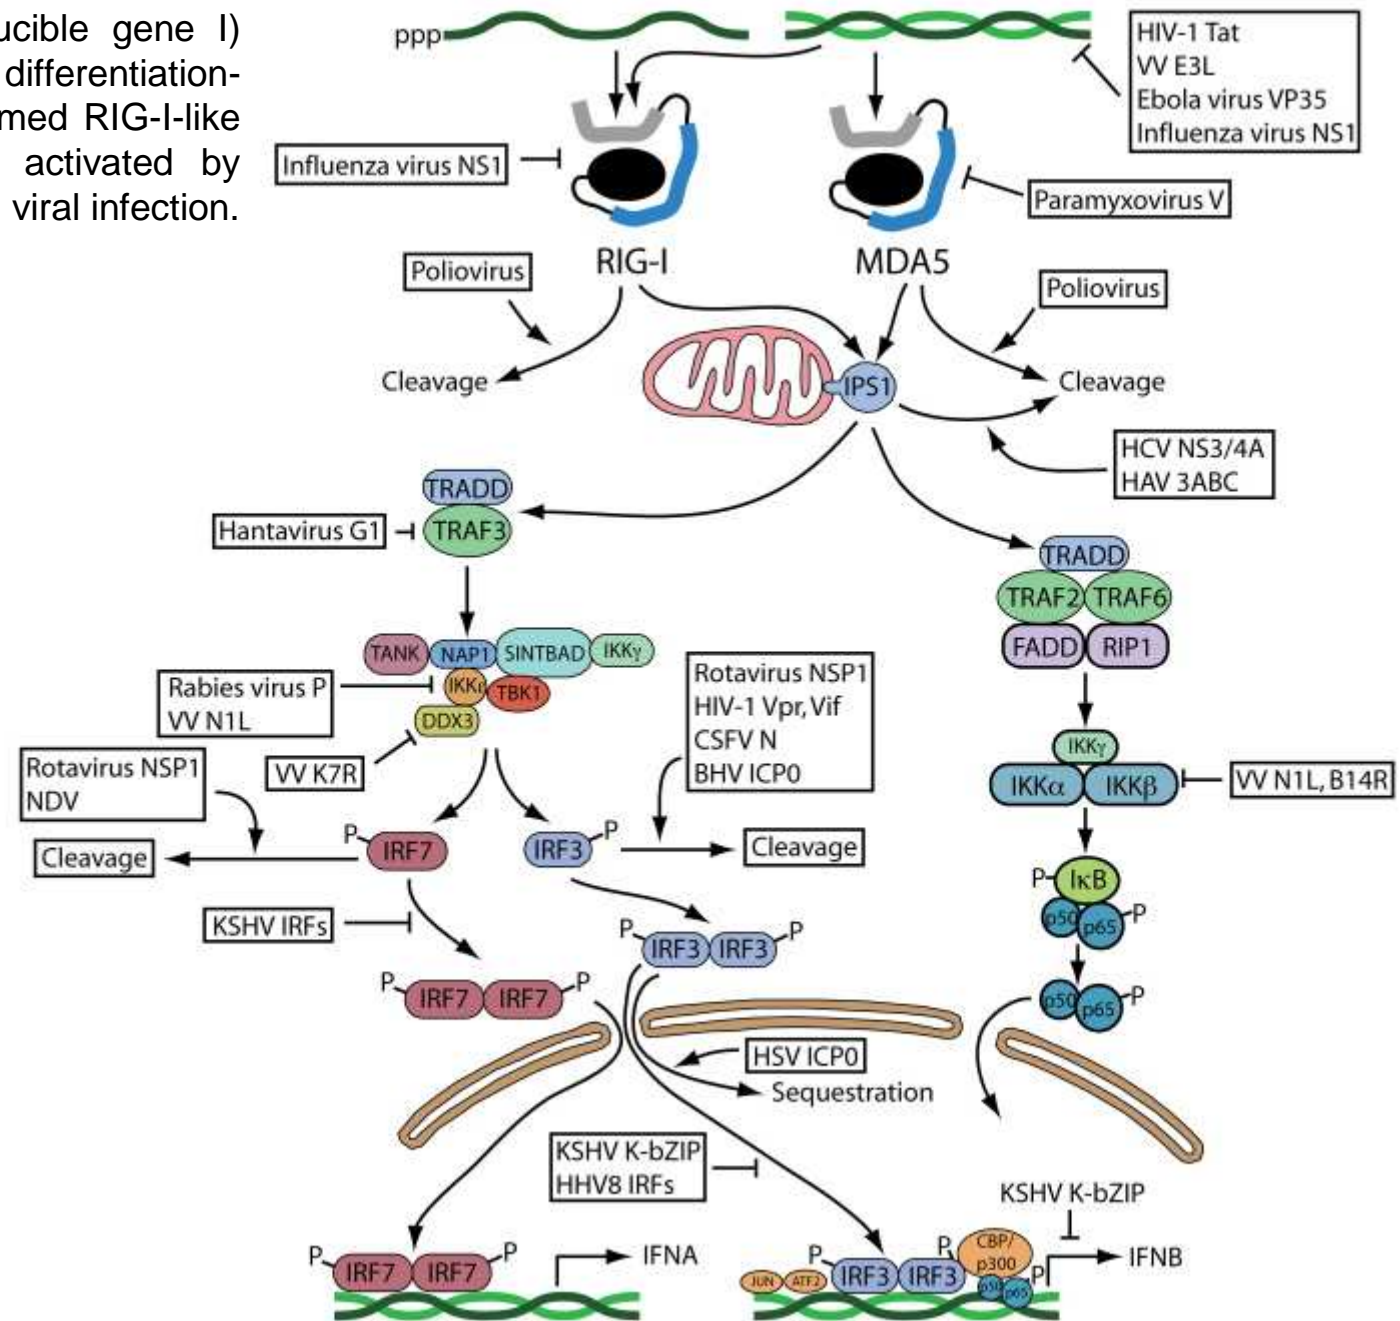 ucible gene I)
differentiation-
med RIG-I-like
activated by
viral infection.
ppp
HIV-1 Tat
VV E3L
Ebola virus VP35
Influenza virus NS1
Influenza virus NS1
Paramyxovirus V
RIG-I
MDA5
Poliovirus
Poliovirus
Cleavage
IPS1
Cleavage
HCV NS3/4A
HAV 3ABC
TRADD
Hantavirus G1
TRAF3
TRADD
TRAF2
TRAF6
FADD
RIP1
TANK
NAP1
SINTBAD
IKKγ
IKKε
TBK1
DDX3
Rabies virus P
VV N1L
VV K7R
Rotavirus NSP1
HIV-1 Vpr, Vif
CSFV N
BHV ICP0
Rotavirus NSP1
NDV
IKKγ
IKKα
IKKβ
VV N1L, B14R
Cleavage
P
IRF7
IRF3
P
Cleavage
P
IκB
p50
p65
P
KSHV IRFs
P
IRF3
IRF3
P
P
IRF7
IRF7
P
p50
p65
P
HSV ICP0
Sequestration
KSHV K-bZIP
HHV8 IRFs
KSHV K-bZIP
P
IRF7
IRF7
P
IFNA
JUN
ATF2
P
IRF3
IRF3
P
CBP/
p300
p50
p65
P
IFNB